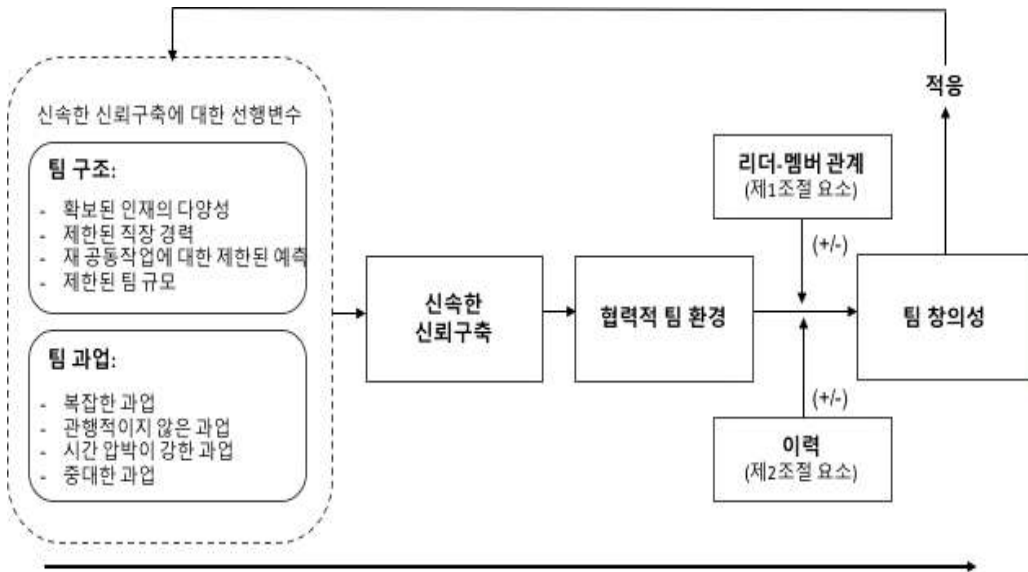 신속한 신뢰구축에 대한 선행변수
팀 구조:
- 확보된 인재의 다양성
- 제한된 직장 경력
- 재 공동작업에 대한 제한된 예측
- 제한된 팀 규모
팀 과업:
- 복잡한 과업
- 관행적이지 않은 과업
- 시간 압박이 강한 과업
- 중대한 과업
신속한
신뢰구축
협력적 팀 환경
리더-멤버 관계
(제1조절 요소)
(+/-)
(+/-)
이력
(제2조절 요소)
팀 창의성
적응